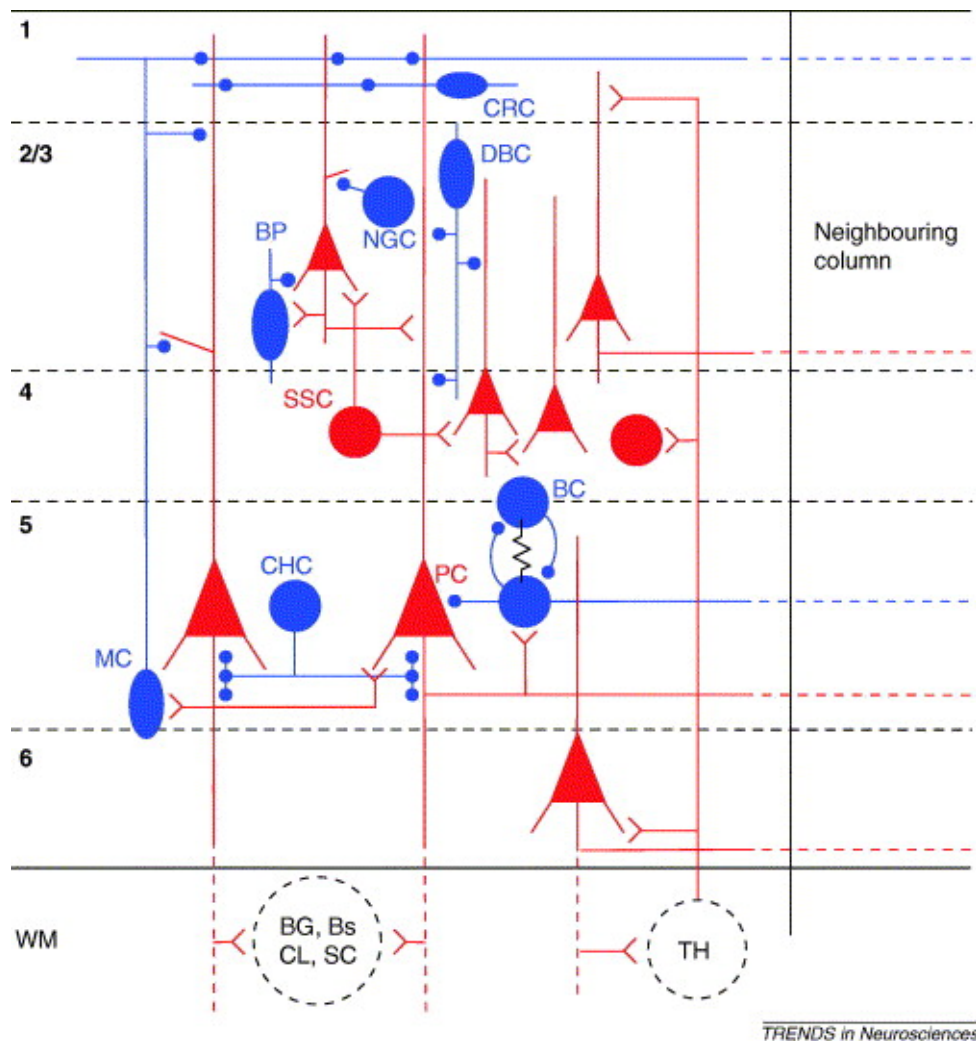 1
CRC
2/3
DBC
BP
NGC
Neighbouring
column
4
SSC
BC
5
CHC
PC
MC
6
WM
BG, Bs
CL, SC
TH
TRENDS in Neurosciences